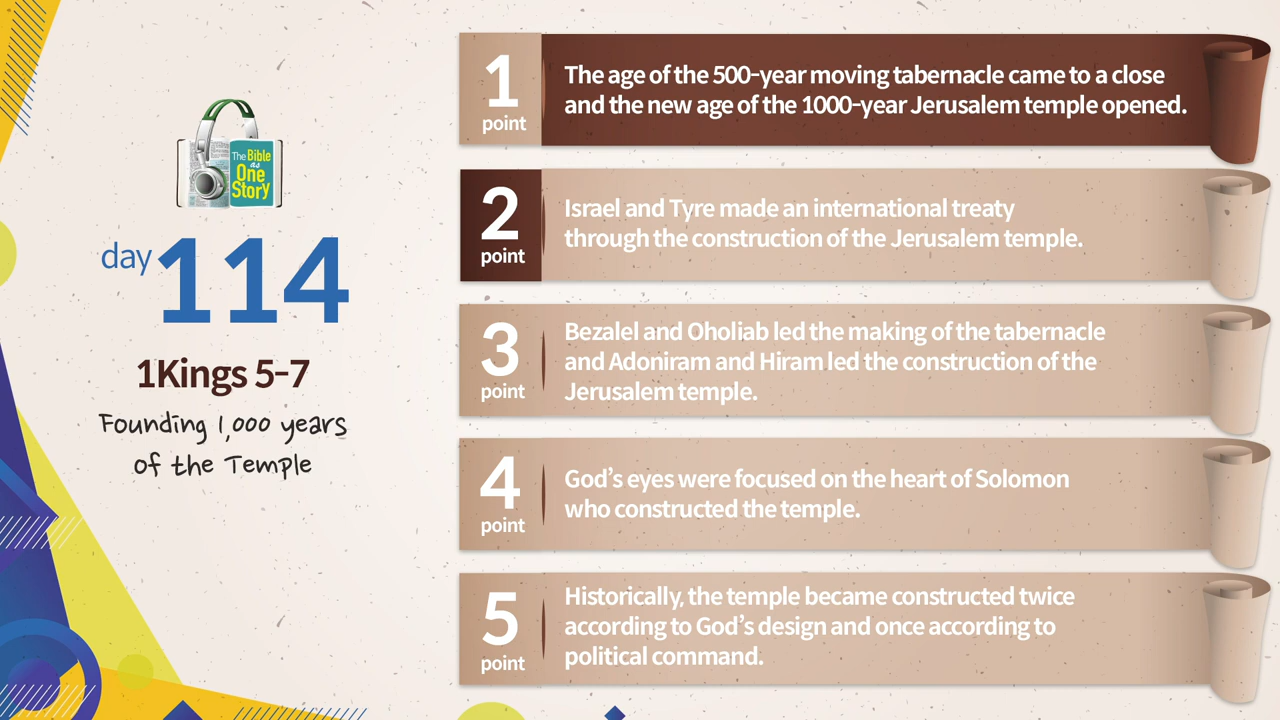 The Bible
as
One
Story
day 114
1Kings 5-7
Founding 1,000 years
of the Temple
1
point
The age of the 500-year moving tabernacle came to a close
and the new age of the 1000-year Jerusalem temple opened.
2
point
Israel and Tyre made an international treaty
through the construction of the Jerusalem temple.
3
point
Bezalel and Oholiab led the making of the tabernacle
and Adoniram and Hiram led the construction of the
Jerusalem temple.
4
point
God's eyes were focused on the heart of Solomon
who constructed the temple.
5
point
Historically, the temple became constructed twice
according to God's design and once according to
political command.